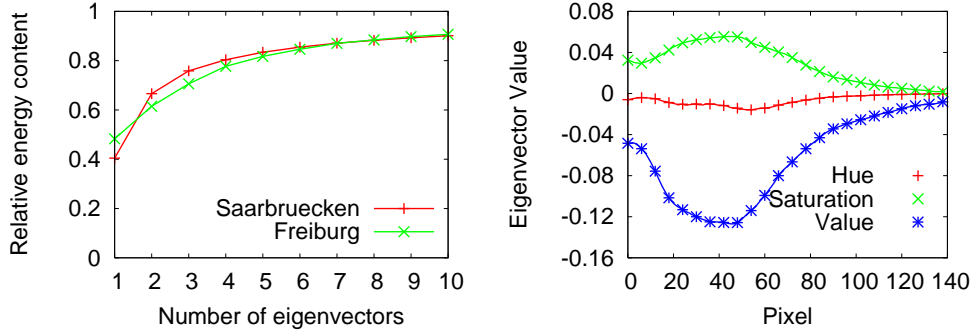 Relative energy content
1
0.8
0.6
0.4
0.2
0
Saarbruecken
Freiburg
1 2 3 4 5 6 7 8 9 10
Number of eigenvectors
Eigenvector Value
0.08
0.04
0
-0.04
-0.08
-0.12
-0.16
Hue
Saturation
Value
0 20 40 60 80 100 120 140
Pixel